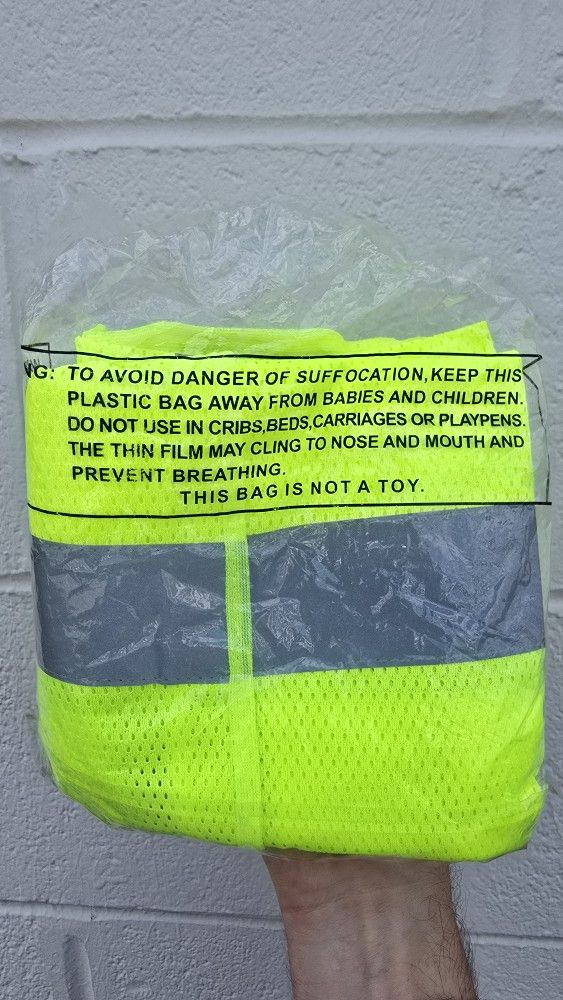 NG: TO AVOID DANGER OF SUFFOCATION,KEEP THIS
PLASTIC BAG AWAY FROM BABIES AND CHILDREN.
DO NOT USE IN CRIBS,BEDS,CARRIAGES OR PLAYPENS.
THE THIN FILM MAY CLING TO NOSE AND MOUTH AND
PREVENT BREATHING.
THIS BAG IS NOT A TOY.